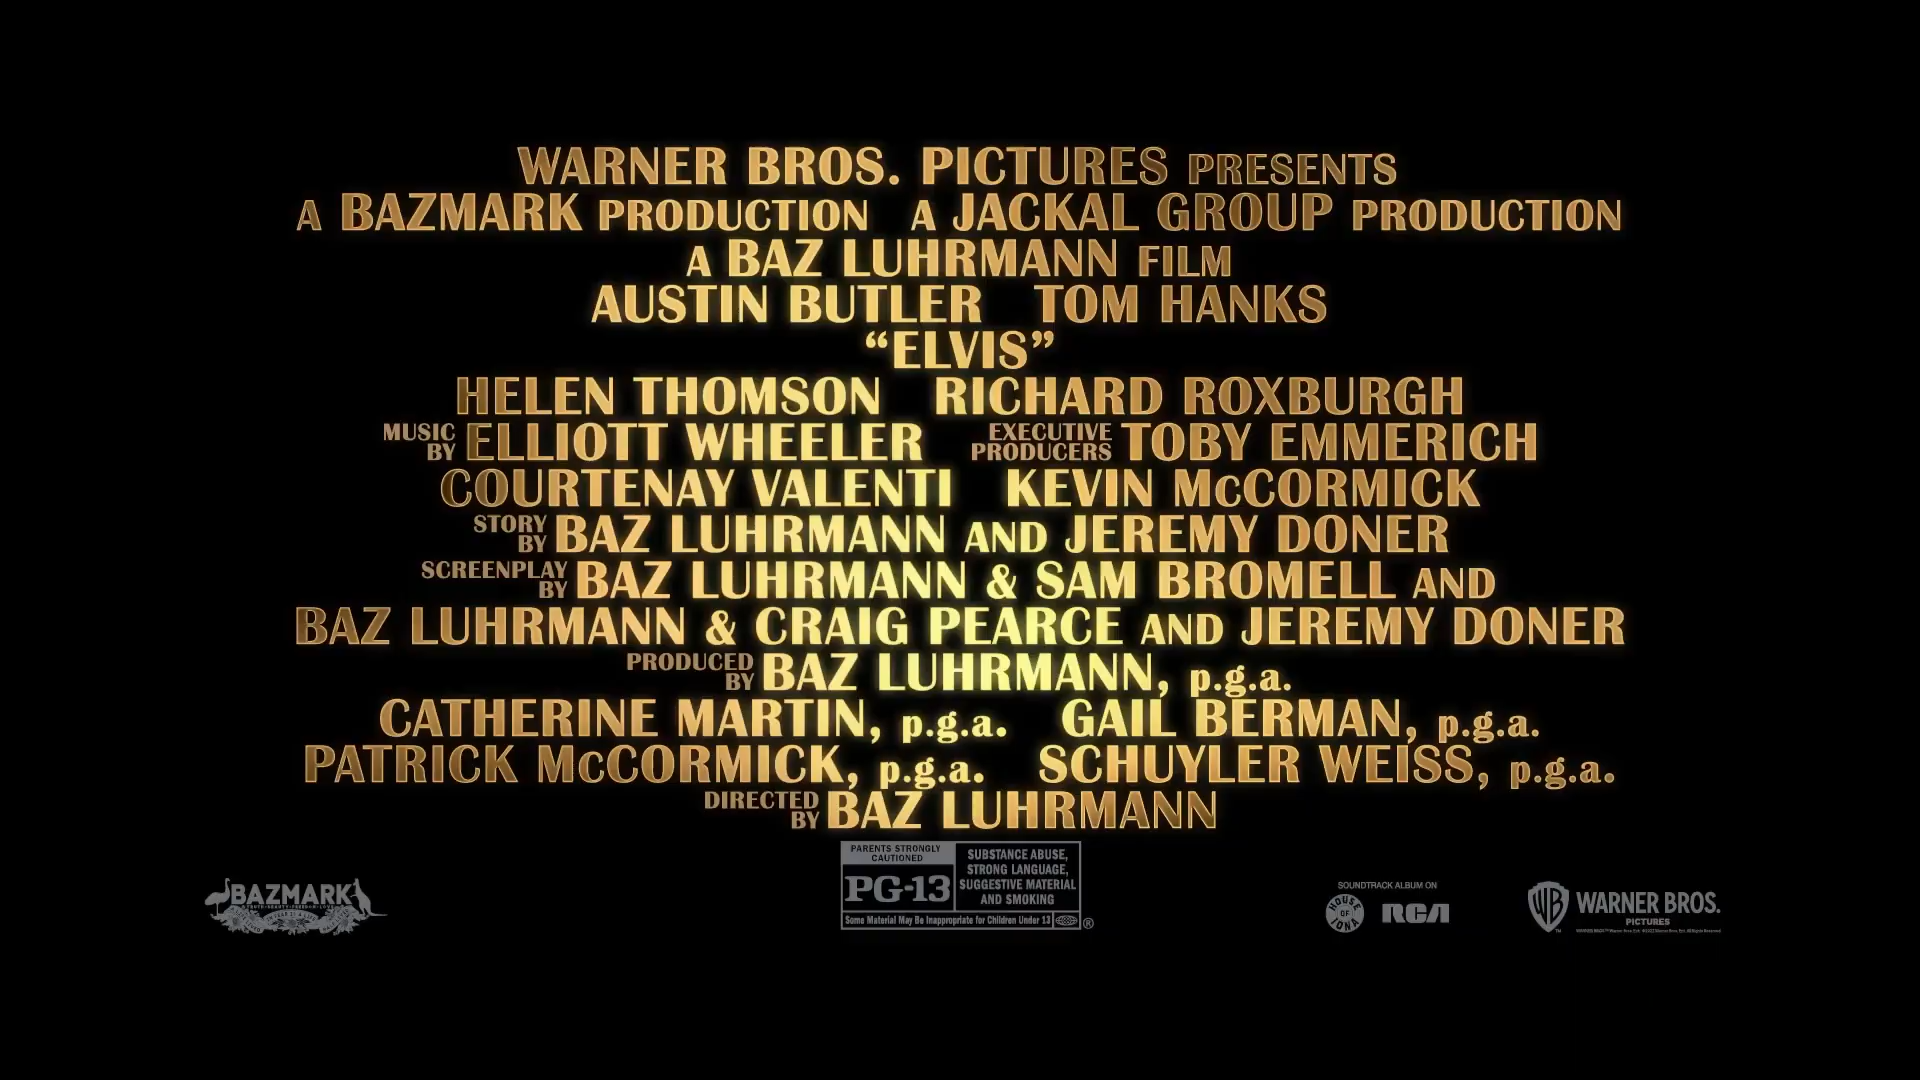 WARNER BROS. PICTURES PRESENTS
A BAZMARK PRODUCTION A JACKAL GROUP PRODUCTION
A BAZ LUHRMANN FILM
AUSTIN BUTLER TOM HANKS
“ELVIS”
HELEN THOMSON RICHARD ROXBURGH
MUSIC BY ELLIOTT WHEELER EXECUTIVE PRODUCERS TOBY EMMERICH
COURTENAY VALENTI KEVIN McCORMICK
STORY BY BAZ LUHRMANN AND JEREMY DONER
SCREENPLAY BY BAZ LUHRMANN & SAM BROMELL AND
BAZ LUHRMANN & CRAIG PEARCE AND JEREMY DONER
PRODUCED BY BAZ LUHRMANN, p.g.a.
CATHERINE MARTIN, p.g.a. GAIL BERMAN, p.g.a.
PATRICK McCORMICK, p.g.a. SCHUYLER WEISS, p.g.a.
DIRECTED BY BAZ LUHRMANN
PARENTS STRONGLY CAUTIONED
PG-13
SUBSTANCE ABUSE,
STRONG LANGUAGE,
SUGGESTIVE MATERIAL
AND SMOKING
Some Material May Be Inappropriate for Children Under 13
®
BAZMARK
SOUNDTRACK ALBUM ON
HOUSE OF IONA
RCA
WB
WARNER BROS.
PICTURES